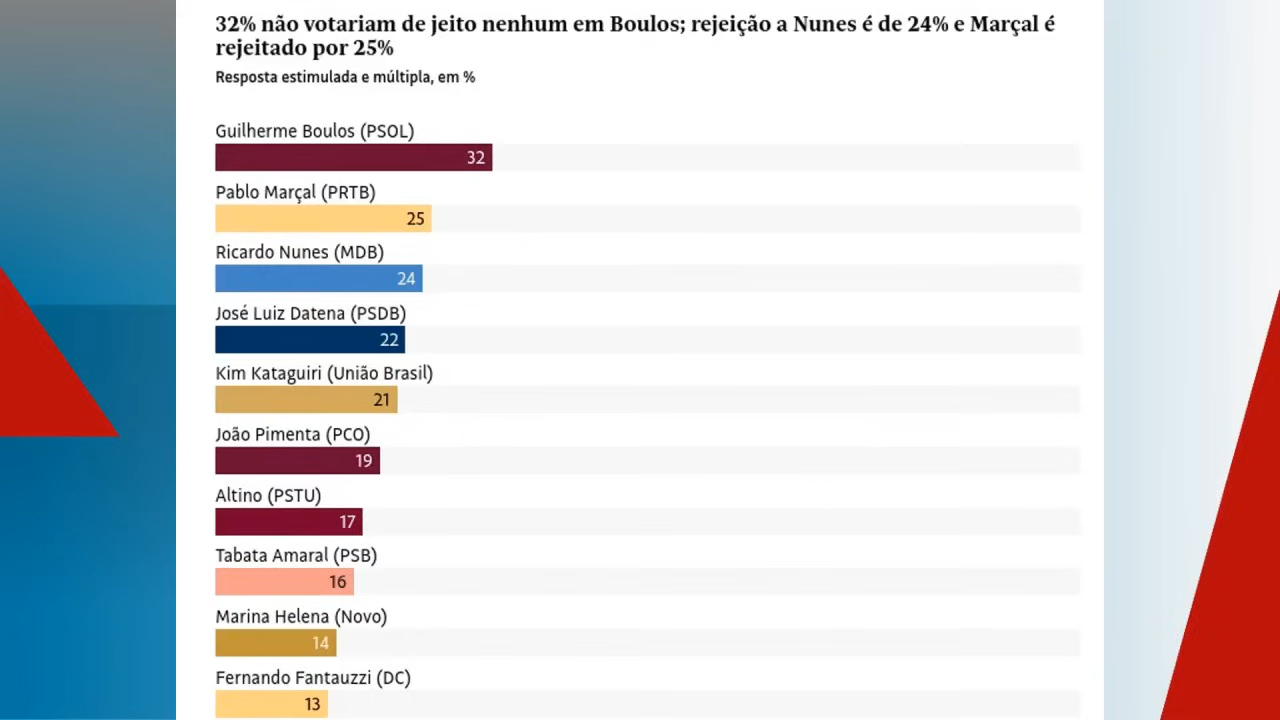 32% não votariam de jeito nenhum em Boulos; rejeição a Nunes é de 24% e Marçal é
rejeitado por 25%
Resposta estimulada e múltipla, em %
Guilherme Boulos (PSOL)
32
Pablo Marçal (PRTB)
25
Ricardo Nunes (MDB)
24
José Luiz Datena (PSDB)
22
Kim Kataguiri (União Brasil)
21
João Pimenta (PCO)
19
Altino (PSTU)
17
Tabata Amaral (PSB)
16
Marina Helena (Novo)
14
Fernando Fantauzzi (DC)
13